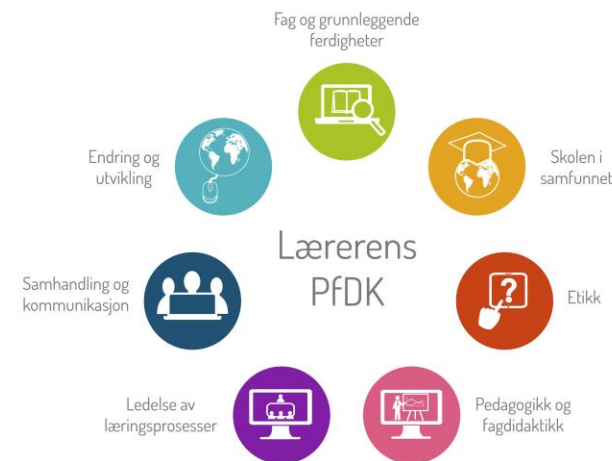 Fag og grunnleggende
ferdigheter
Skolen i
samfunnet
Etikk
Pedagogikk og
fagdidaktikk
Ledelse av
læringsprosesser
Samhandling og
kommunikasjon
Endring og
utvikling
Lærerens
PfDK
?